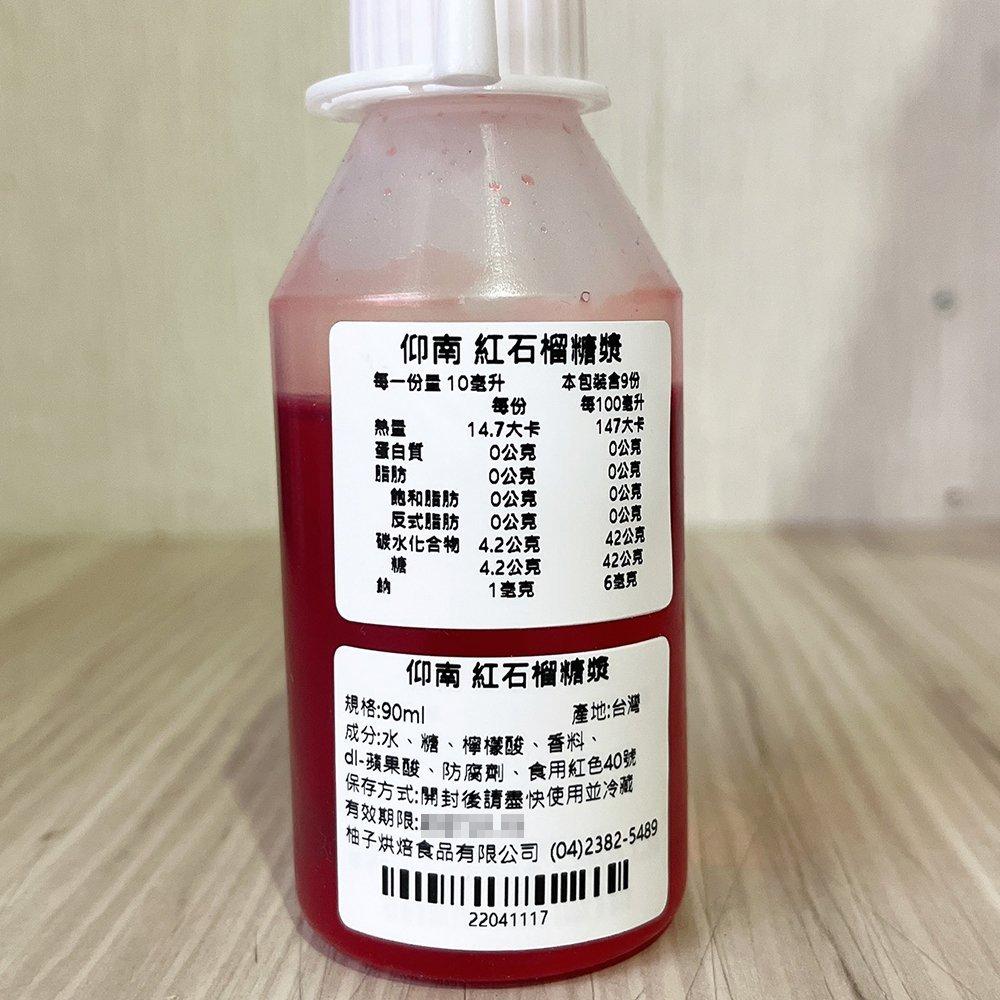 仰南 紅石榴糖漿
每一份量 10毫升 本包裝含9份
每份 每100毫升
熱量 14.7大卡 147大卡
蛋白質 0公克 0公克
脂肪 0公克 0公克
飽和脂肪 0公克 0公克
反式脂肪 0公克 0公克
碳水化合物 4.2公克 42公克
糖 4.2公克 42公克
鈉 1毫克 6毫克
仰南 紅石榴糖漿
規格:90ml 產地:台灣
成分:水、糖、檸檬酸、香料、
dl-蘋果酸、防腐劑、食用紅色40號
保存方式:開封後請盡快使用並冷藏
有效期限:
柚子烘焙食品有限公司 (04)2382-5489
22041117